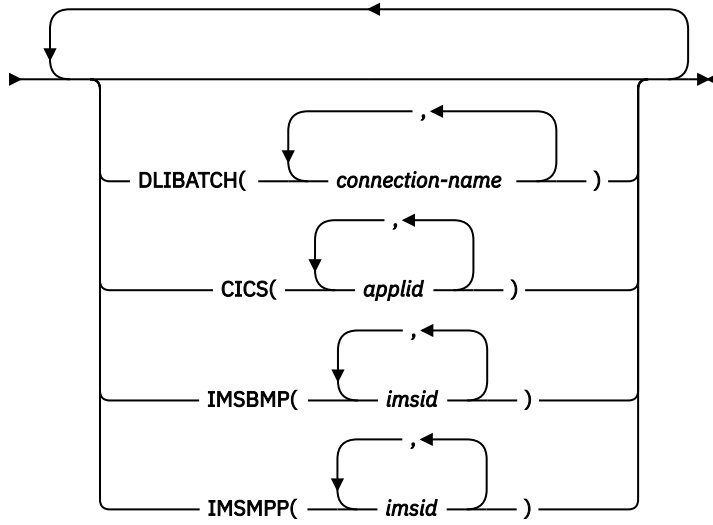 ,
DLIBATCH( connection-name )
,
CICS( applid )
,
IMSBMP( imsid )
,
IMSMPP( imsid )